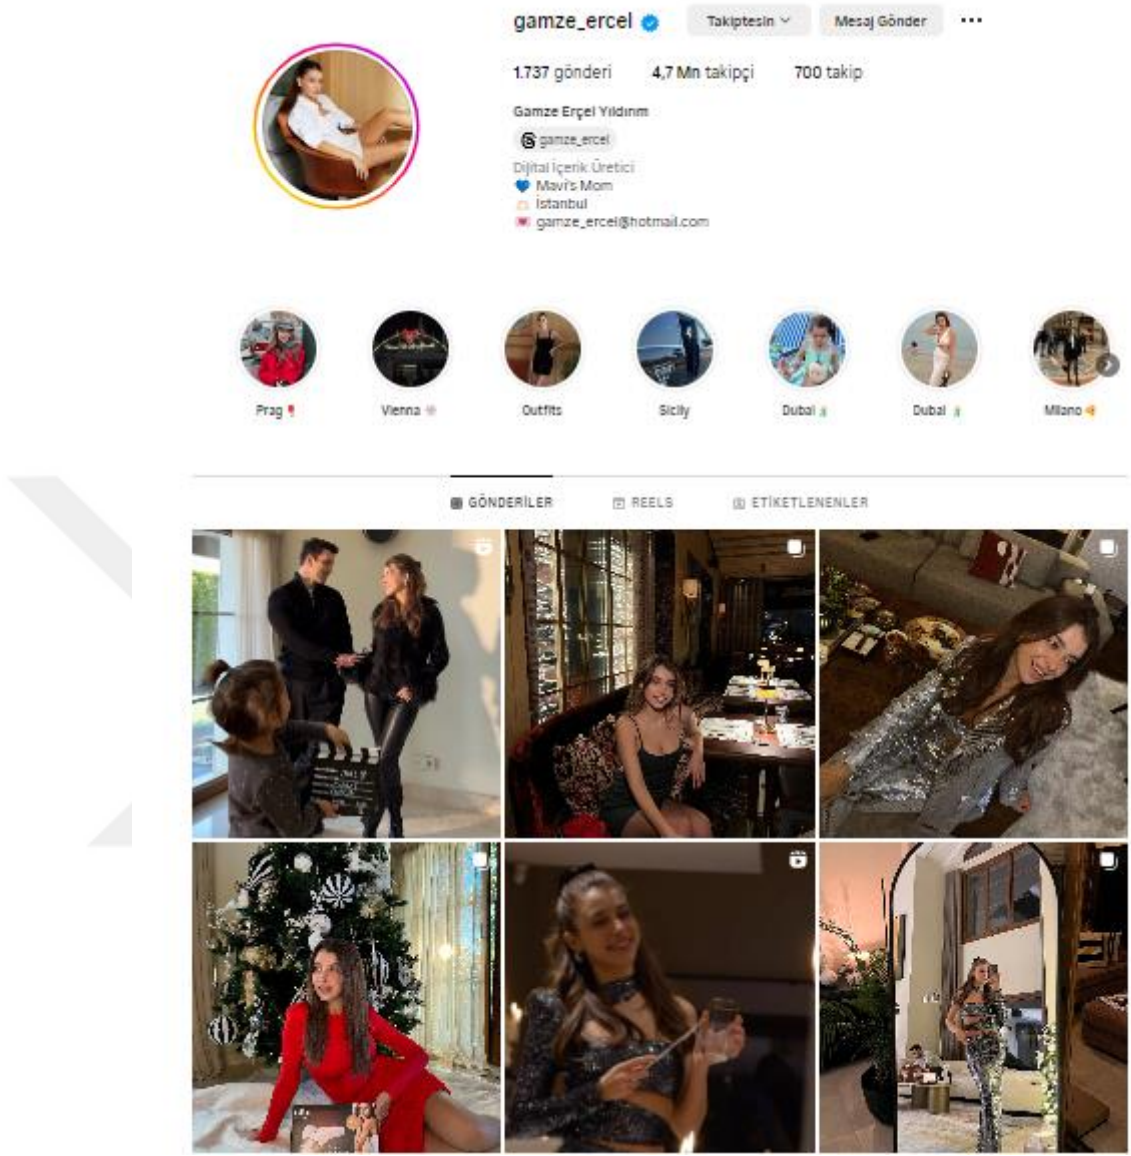 gamze_ercel Takiptesin Mesaj Gönder
1.737 gönderi 4,7 Mn takipçi 700 takip
Gamze Erçel Yıldırım
gamze_ercel
Dijital İçerik Üretici
Mavi's Mom
İstanbul
gamze_ercel@hotmail.com
Prag Vienna Outfits Sicily Dubai Dubai Milano
GÖNDERİLER REELS ETİKETLENENLER